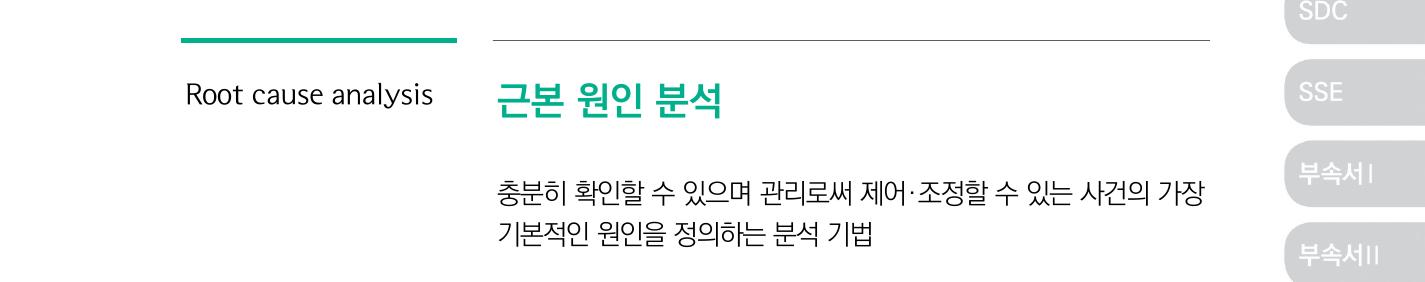 Root cause analysis
근본 원인 분석
충분히 확인할 수 있으며 관리로써 제어·조정할 수 있는 사건의 가장
기본적인 원인을 정의하는 분석 기법
SDC
SSE
부속서Ⅰ
부속서Ⅱ